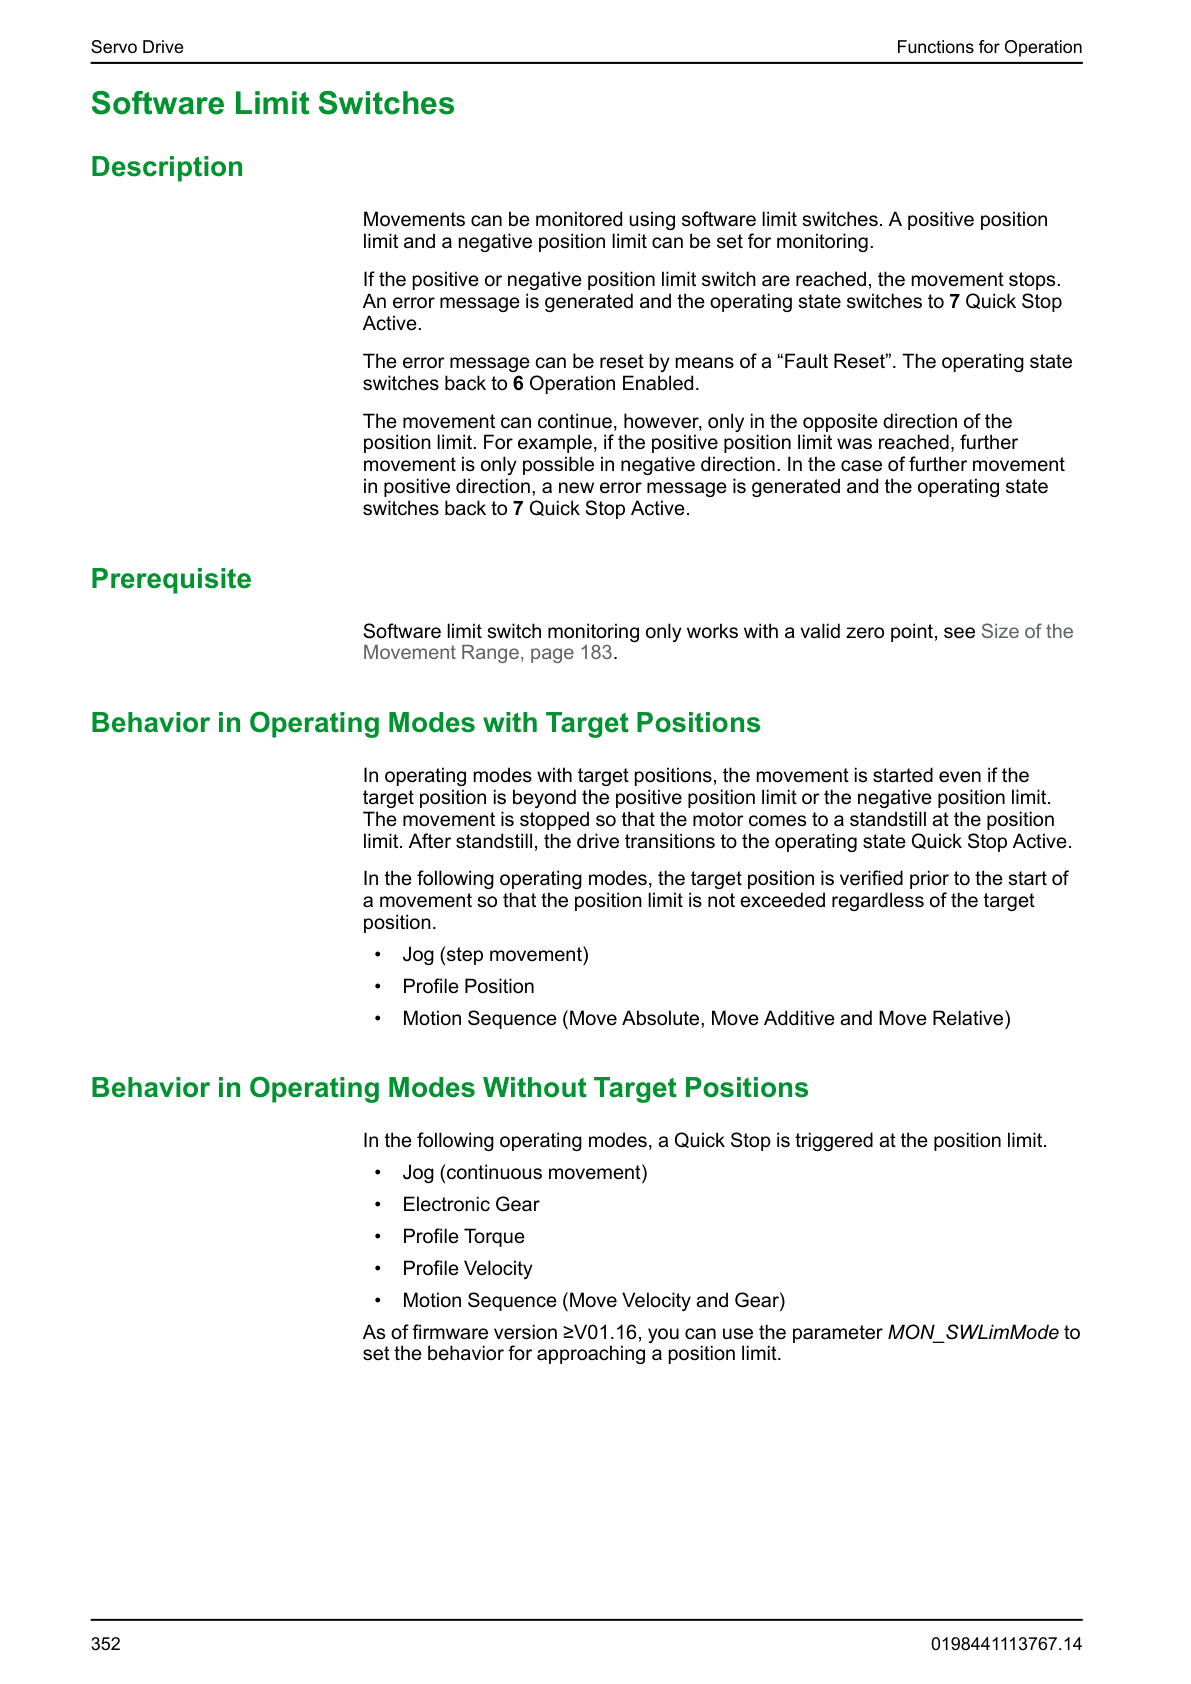 Servo Drive
Functions for Operation
Software Limit Switches
Description
Movements can be monitored using software limit switches. A positive position
limit and a negative position limit can be set for monitoring.
If the positive or negative position limit switch are reached, the movement stops.
An error message is generated and the operating state switches to 7 Quick Stop
Active.
The error message can be reset by means of a “Fault Reset”. The operating state
switches back to 6 Operation Enabled.
The movement can continue, however, only in the opposite direction of the
position limit. For example, if the positive position limit was reached, further
movement is only possible in negative direction. In the case of further movement
in positive direction, a new error message is generated and the operating state
switches back to 7 Quick Stop Active.
Prerequisite
Software limit switch monitoring only works with a valid zero point, see Size of the
Movement Range, page 183.
Behavior in Operating Modes with Target Positions
In operating modes with target positions, the movement is started even if the
target position is beyond the positive position limit or the negative position limit.
The movement is stopped so that the motor comes to a standstill at the position
limit. After standstill, the drive transitions to the operating state Quick Stop Active.
In the following operating modes, the target position is verified prior to the start of
a movement so that the position limit is not exceeded regardless of the target
position.
• Jog (step movement)
• Profile Position
• Motion Sequence (Move Absolute, Move Additive and Move Relative)
Behavior in Operating Modes Without Target Positions
In the following operating modes, a Quick Stop is triggered at the position limit.
• Jog (continuous movement)
• Electronic Gear
• Profile Torque
• Profile Velocity
• Motion Sequence (Move Velocity and Gear)
As of firmware version ≥V01.16, you can use the parameter MON_SWLimMode to
set the behavior for approaching a position limit.
352
0198441113767.14